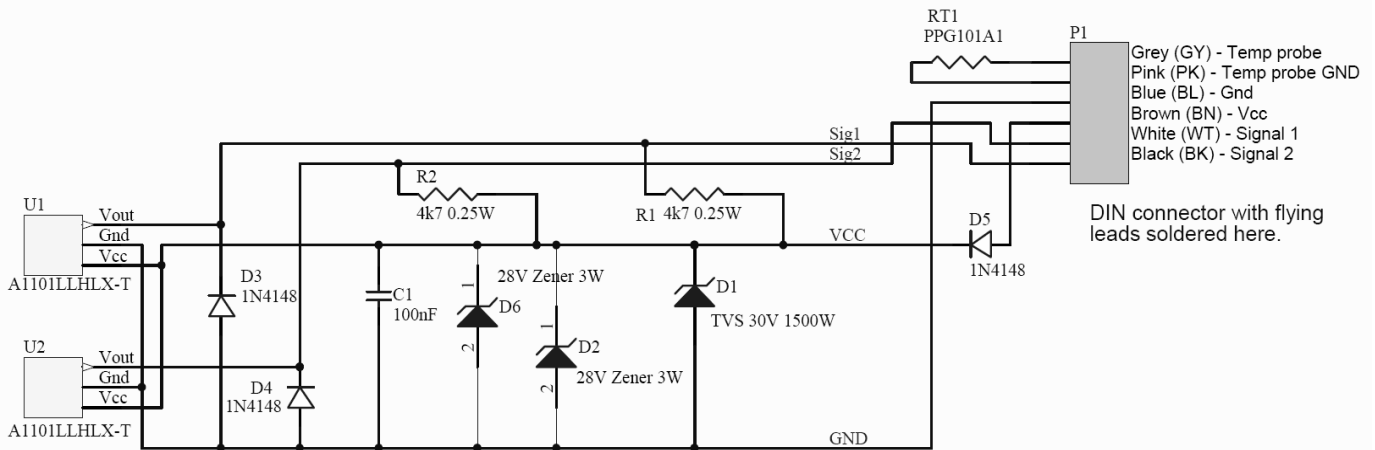 RT1
PPG101A1
P1
Grey (GY) - Temp probe
Pink (PK) - Temp probe GND
Blue (BL) - Gnd
Brown (BN) - Vcc
White (WT) - Signal 1
Black (BK) - Signal 2
DIN connector with flying
leads soldered here.
Sig1
Sig2
R2
4k7 0.25W
R1 4k7 0.25W
U1
Vout
Gnd
Vcc
A1101LLHLX-T
VCC
D5
1N4148
D3
1N4148
C1
100nF
28V Zener 3W
1
D6
2
1
D2
2
28V Zener 3W
D1
TVS 30V 1500W
U2
Vout
Gnd
Vcc
A1101LLHLX-T
D4
1N4148
GND